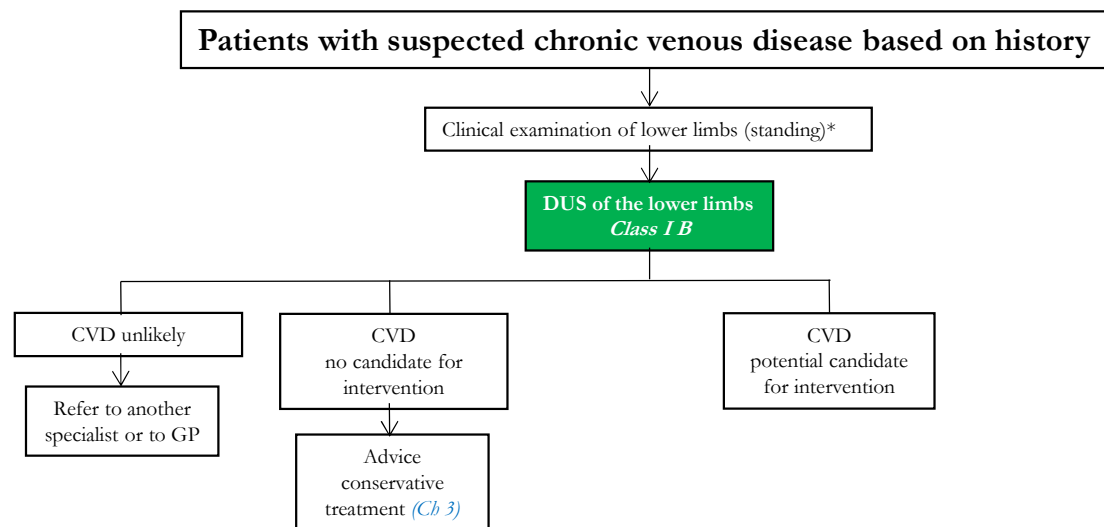 Patients with suspected chronic venous disease based on history
Clinical examination of lower limbs (standing)*
DUS of the lower limbs
Class I B
CVD unlikely
Refer to another
specialist or to GP
CVD
no candidate for
intervention
Advice
conservative
treatment (Ch 3)
CVD
potential candidate
for intervention